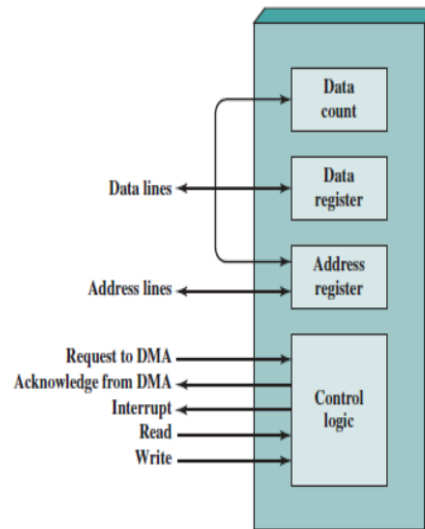 Data
count
Data lines
Data
register
Address lines
Address
register
Request to DMA
Acknowledge from DMA
Interrupt
Read
Write
Control
logic